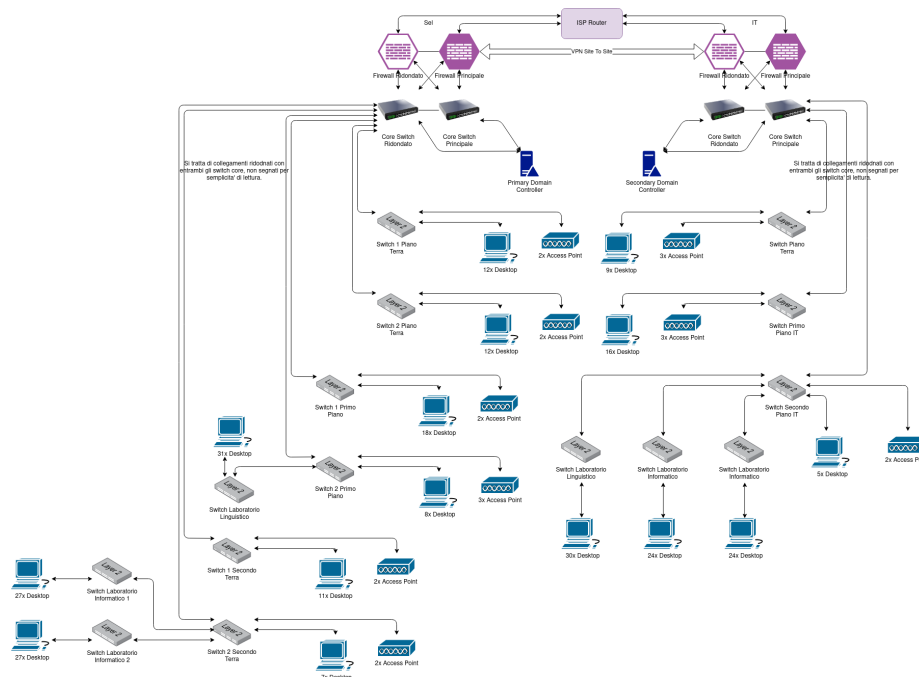 Sel
ISP Router
IT
VPN Site To Site
Firewall Ridondato
Firewall Principale
Firewall Ridondato
Firewall Principale
Core Switch
Ridondato
Core Switch
Principale
Core Switch
Ridondato
Core Switch
Principale
Si tratta di collegamenti ridodnati con
entrambi gli switch core, non segnati per
semplicita' di lettura.
Primary Domain
Controller
Secondary Domain
Controller
Si tratta di collegamenti ridodnati con
entrambi gli switch core, non segnati per
semplicita' di lettura.
Layer 2
Switch 1 Piano
Terra
12x Desktop
2x Access Point
9x Desktop
3x Access Point
Layer 2
Switch Piano
Terra
Layer 2
Switch 2 Piano
Terra
12x Desktop
2x Access Point
16x Desktop
3x Access Point
Layer 2
Switch Primo
Piano IT
Layer 2
Switch 1 Primo
Piano
18x Desktop
2x Access Point
Layer 2
Switch Secondo
Piano IT
31x Desktop
Layer 2
Switch Laboratorio
Linguistico
Layer 2
Switch 2 Primo
Piano
8x Desktop
3x Access Point
Layer 2
Switch Laboratorio
Linguistico
Layer 2
Switch Laboratorio
Informatico
Layer 2
Switch Laboratorio
Informatico
5x Desktop
2x Access
30x Desktop
24x Desktop
24x Desktop
Layer 2
Switch 1 Secondo
Terra
11x Desktop
2x Access Point
27x Desktop
Layer 2
Switch Laboratorio
Informatico 1
27x Desktop
Layer 2
Switch Laboratorio
Informatico 2
Layer 2
Switch 2 Secondo
Terra
Desktop
2x Access Point